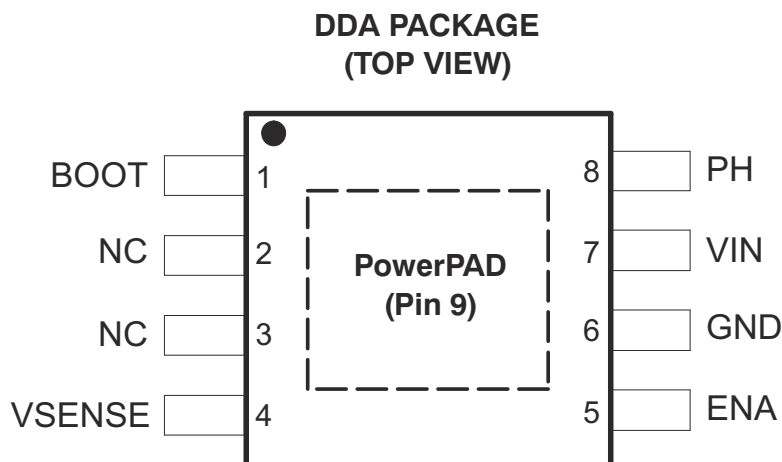 DDA PACKAGE
(TOP VIEW)
BOOT 1 8 PH
NC 2 7 VIN
PowerPAD
(Pin 9)
NC 3 6 GND
VSENSE 4 5 ENA